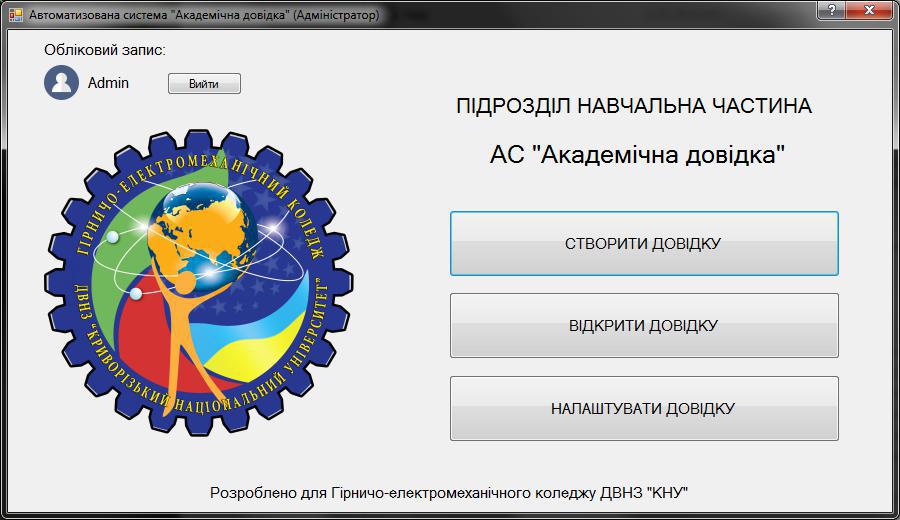 Автоматизована система "Академічна довідка" (Адміністратор)
Обліковий запис:
Admin
Вийти
ГІРНИЧО-ЕЛЕКТРОМЕХАНІЧНИЙ КОЛЕДЖ
ДВНЗ "КРИВОРІЗЬКИЙ НАЦІОНАЛЬНИЙ УНІВЕРСИТЕТ"
ПІДРОЗДІЛ НАВЧАЛЬНА ЧАСТИНА
АС "Академічна довідка"
СТВОРИТИ ДОВІДКУ
ВІДКРИТИ ДОВІДКУ
НАЛАШТУВАТИ ДОВІДКУ
Розроблено для Гірничо-електромеханічного коледжу ДВНЗ "КНУ"